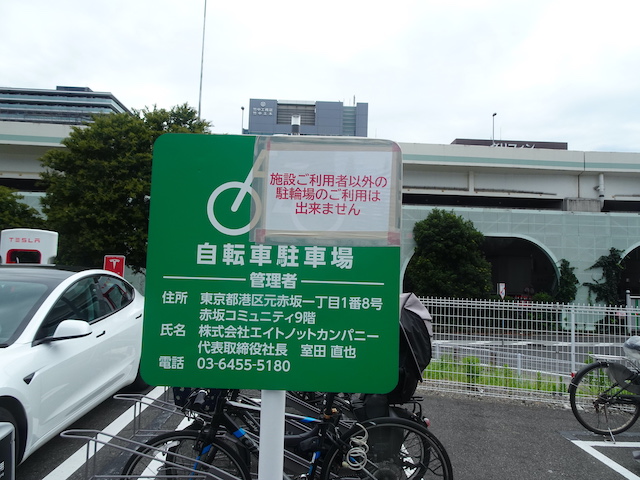 施設ご利用者以外の
駐輪場のご利用は
出来ません
自転車駐車場
管理者
住所 東京都港区元赤坂一丁目1番8号
赤坂コミュニティ9階
氏名 株式会社エイトノットカンパニー
代表取締役社長 室田 直也
電話 03-6455-5180
TESLA